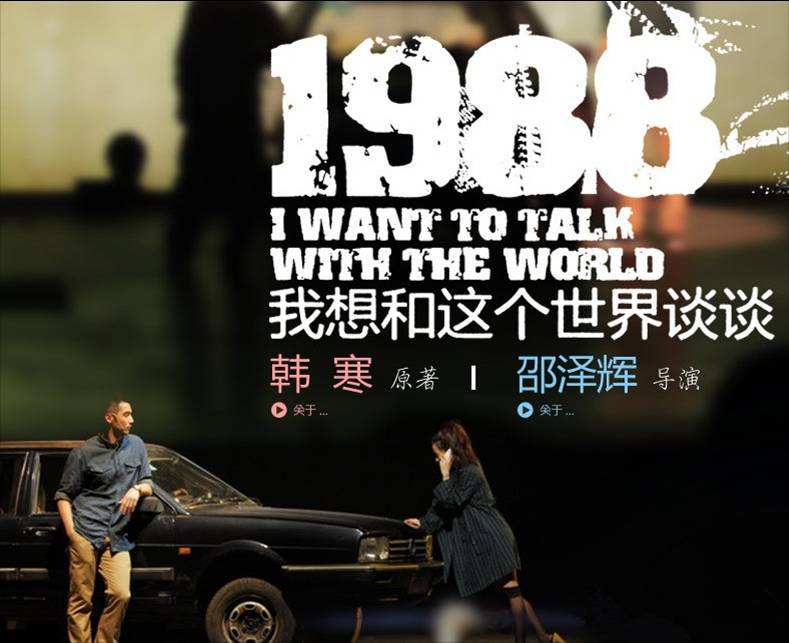 1988
I WANT TO TALK
WITH THE WORLD
我想和这个世界谈谈
韩 寒 原著 | 邵泽辉 导演
关于... 关于...